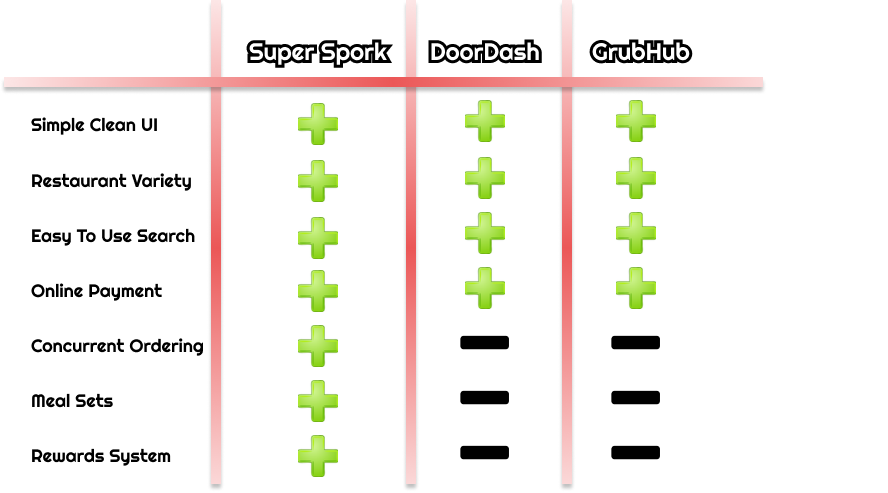 Super Spork DoorDash GrubHub
Simple Clean UI
Restaurant Variety
Easy To Use Search
Online Payment
Concurrent Ordering
Meal Sets
Rewards System